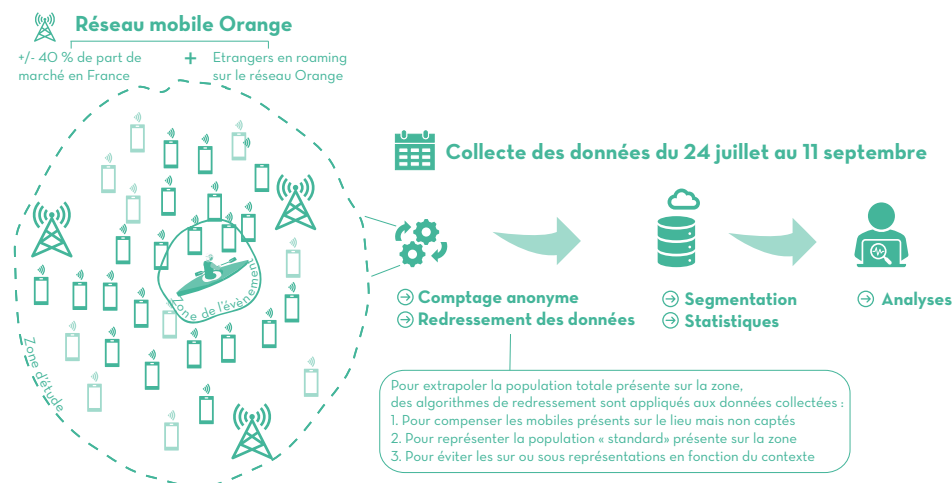 Réseau mobile Orange
+/- 40 % de part de
marché en France
+
Etrangers en roaming
sur le réseau Orange
Collecte des données du 24 juillet au 11 septembre
Zone de l'évènement
Zone d'étude
Comptage anonyme
Redressement des données
Segmentation
Statistiques
Analyses
Pour extrapoler la population totale présente sur la zone,
des algorithmes de redressement sont appliqués aux données collectées :
1. Pour compenser les mobiles présents sur le lieu mais non captés
2. Pour représenter la population « standard» présente sur la zone
3. Pour éviter les sur ou sous représentations en fonction du contexte